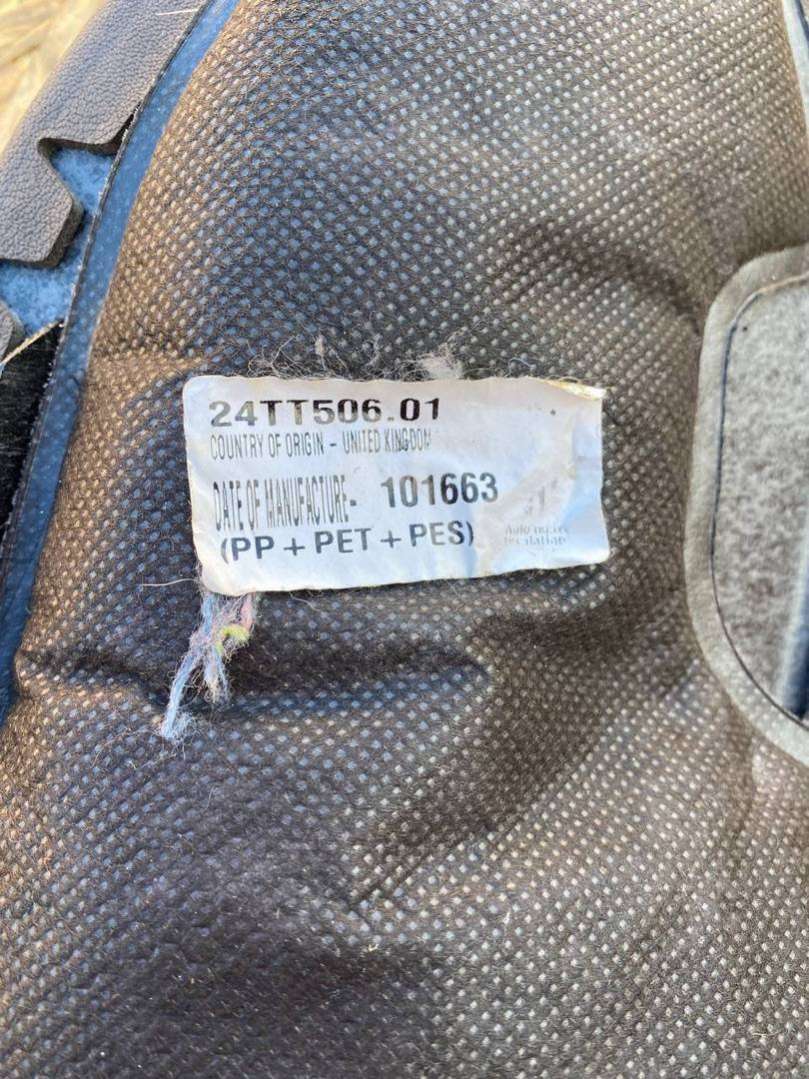 24TT506.01
COUNTRY OF ORIGIN - UNITED KINGDOM
DATE OF MANUFACTURE- 101663
(PP + PET + PES)